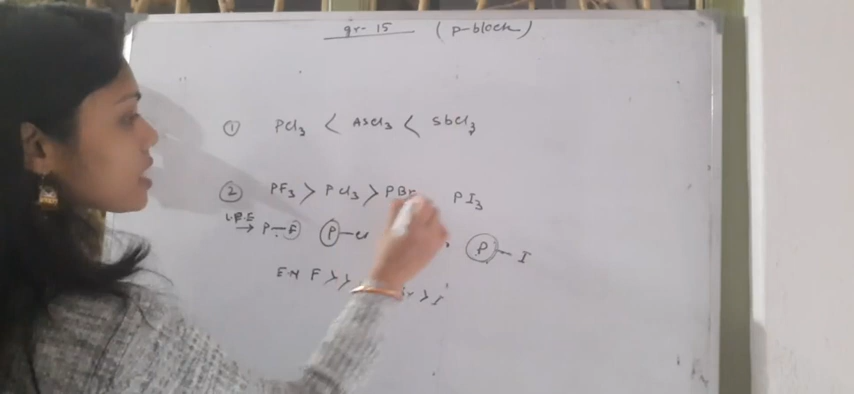 gr-15 (p-block)
① PCl₃ < AsCl₃ < SbCl₃
② PF₃ > PCl₃ > PBr PI₃
L.P.E → P-F P-Cl P-I
E.N F >> > I